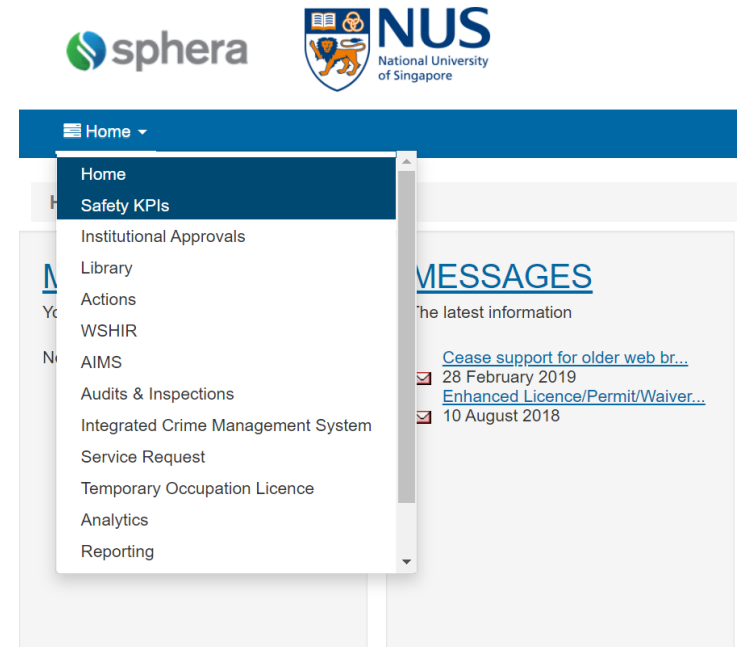 sphera
NUS
National University
of Singapore
Home
Home
Safety KPIs
Institutional Approvals
Library
Actions
WSHIR
AIMS
Audits & Inspections
Integrated Crime Management System
Service Request
Temporary Occupation Licence
Analytics
Reporting
MESSAGES
The latest information
Cease support for older web br...
28 February 2019
Enhanced Licence/Permit/Waiver...
10 August 2018